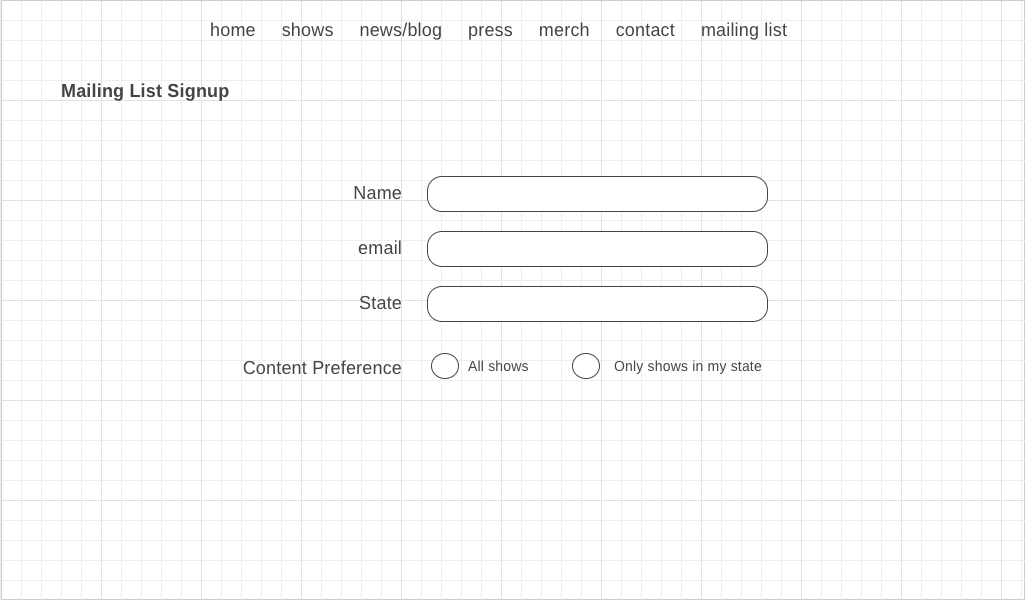 home shows news/blog press merch contact mailing list
Mailing List Signup
Name
email
State
Content Preference All shows Only shows in my state